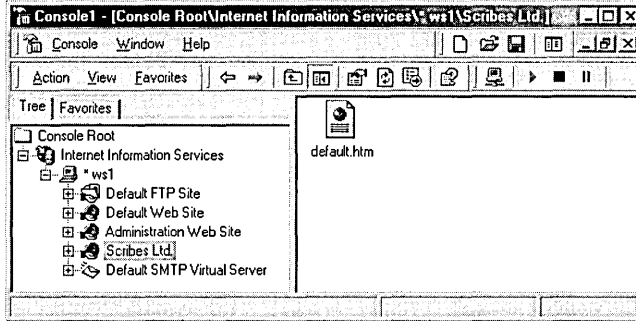 Console1 - [Console Root\Internet Information Services\* ws1\Scribes Ltd.]
Console Window Help
Action View Favorites
Tree Favorites
Console Root
Internet Information Services
* ws1
Default FTP Site
Default Web Site
Administration Web Site
Scribes Ltd.
Default SMTP Virtual Server
default.htm